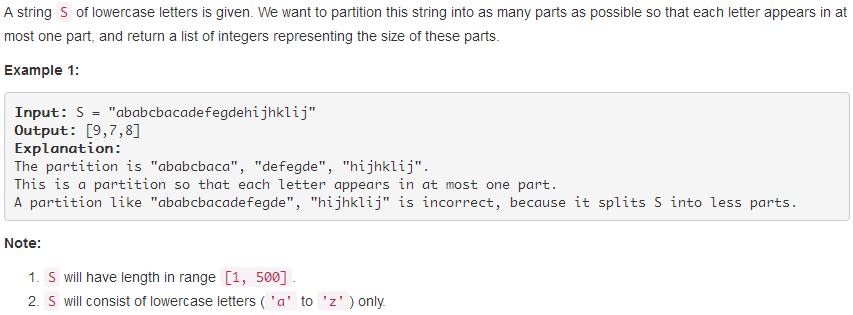 A string S of lowercase letters is given. We want to partition this string into as many parts as possible so that each letter appears in at
most one part, and return a list of integers representing the size of these parts.
Example 1:
Input: S = "ababcbacadefegdehijhklij"
Output: [9,7,8]
Explanation:
The partition is "ababcbaca", "defegde", "hijhklij".
This is a partition so that each letter appears in at most one part.
A partition like "ababcbacadefegde", "hijhklij" is incorrect, because it splits S into less parts.
Note:
1. S will have length in range [1, 500].
2. S will consist of lowercase letters ( 'a' to 'z' ) only.